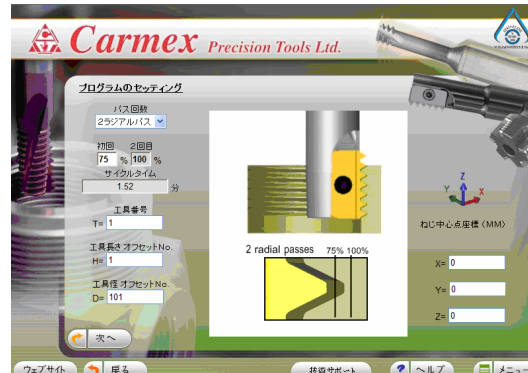 Carmex Precision Tools Ltd.
プログラムのセッティング
パス回数
2ラジアルパス
初回 2回目
75 % 100 %
サイクルタイム
1.52 分
工具番号
T= 1
工具長さ オフセットNo.
H= 1
工具径 オフセットNo.
D= 101
次へ
2 radial passes 75% 100%
Z
Y X
ねじ中心点座標 (MM)
X= 0
Y= 0
Z= 0
ウェブサイト 戻る 技術サポート ? ヘルプ メニュー